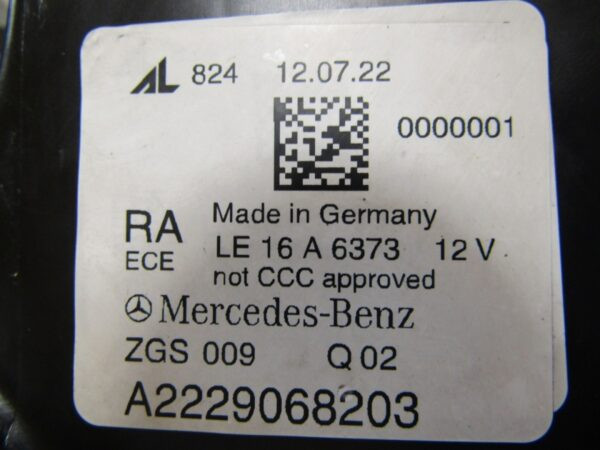 AL 824 12.07.22
0000001
RA Made in Germany
ECE LE 16 A 6373 12 V
not CCC approved
Mercedes-Benz
ZGS 009 Q 02
A2229068203